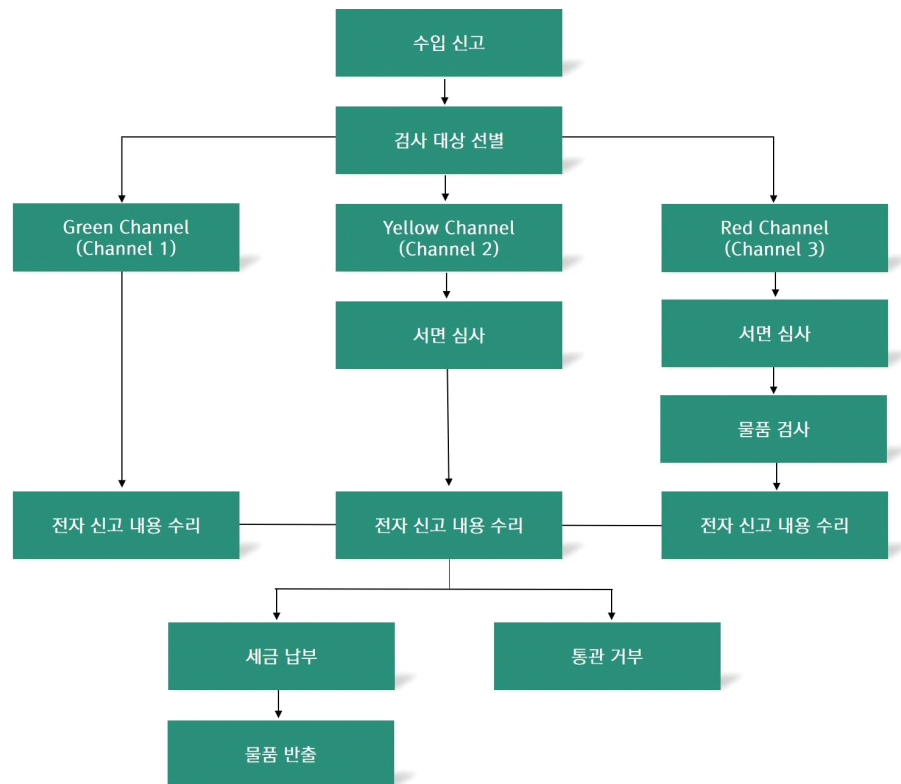 수입 신고
검사 대상 선별
Green Channel
(Channel 1)
Yellow Channel
(Channel 2)
Red Channel
(Channel 3)
서면 심사
서면 심사
물품 검사
전자 신고 내용 수리
전자 신고 내용 수리
전자 신고 내용 수리
세금 납부
통관 거부
물품 반출